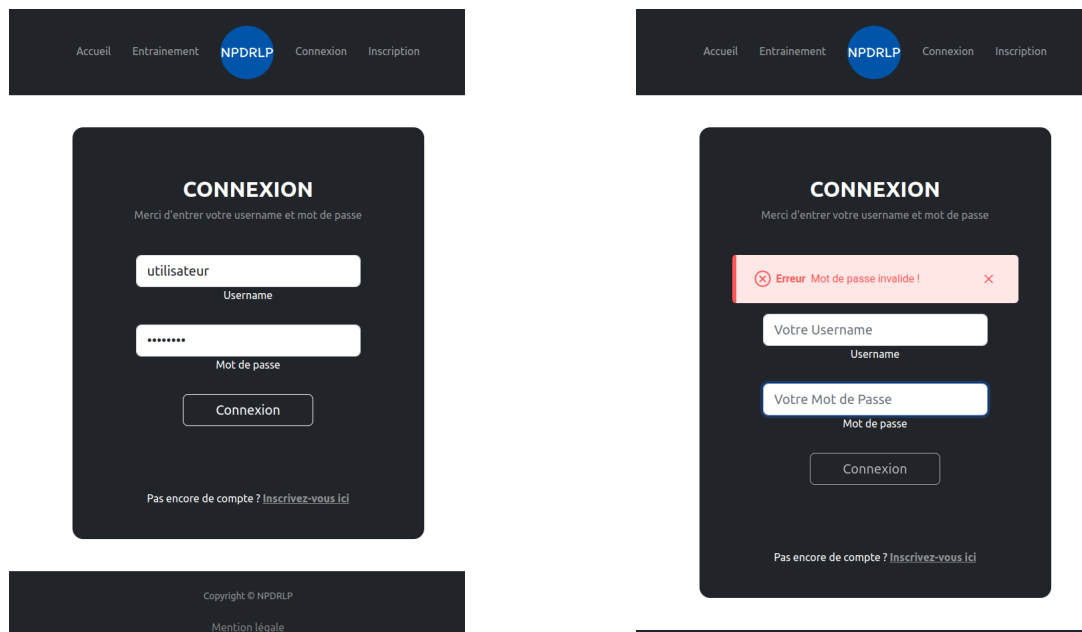 Accueil Entrainement NPDRLP Connexion Inscription
CONNEXION
Merci d'entrer votre username et mot de passe
utilisateur
Username
••••••••
Mot de passe
Connexion
Pas encore de compte ? Inscrivez-vous ici
Copyright © NPDRLP
Mention légale
Accueil Entrainement NPDRLP Connexion Inscription
CONNEXION
Merci d'entrer votre username et mot de passe
Erreur Mot de passe invalide !
Votre Username
Username
Votre Mot de Passe
Mot de passe
Connexion
Pas encore de compte ? Inscrivez-vous ici